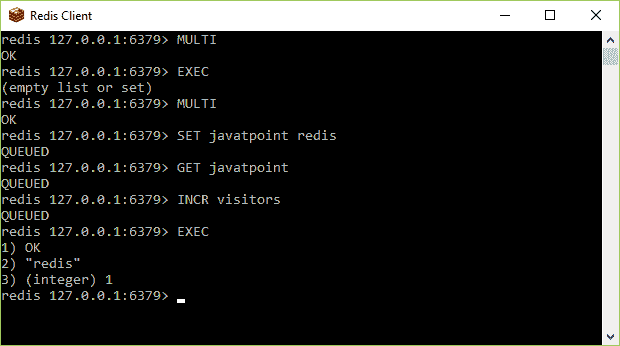 Redis Client
redis 127.0.0.1:6379> MULTI
OK
redis 127.0.0.1:6379> EXEC
(empty list or set)
redis 127.0.0.1:6379> MULTI
OK
redis 127.0.0.1:6379> SET javatpoint redis
QUEUED
redis 127.0.0.1:6379> GET javatpoint
QUEUED
redis 127.0.0.1:6379> INCR visitors
QUEUED
redis 127.0.0.1:6379> EXEC
1) OK
2) "redis"
3) (integer) 1
redis 127.0.0.1:6379>